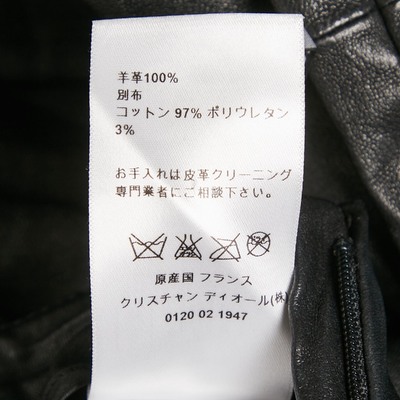 羊革100%
別布
コットン 97% ポリウレタン
3%
お手入れは皮革クリーニング
専門業者にご相談下さい。
原産国 フランス
クリスチャン ディオール(株)
0120 02 1947